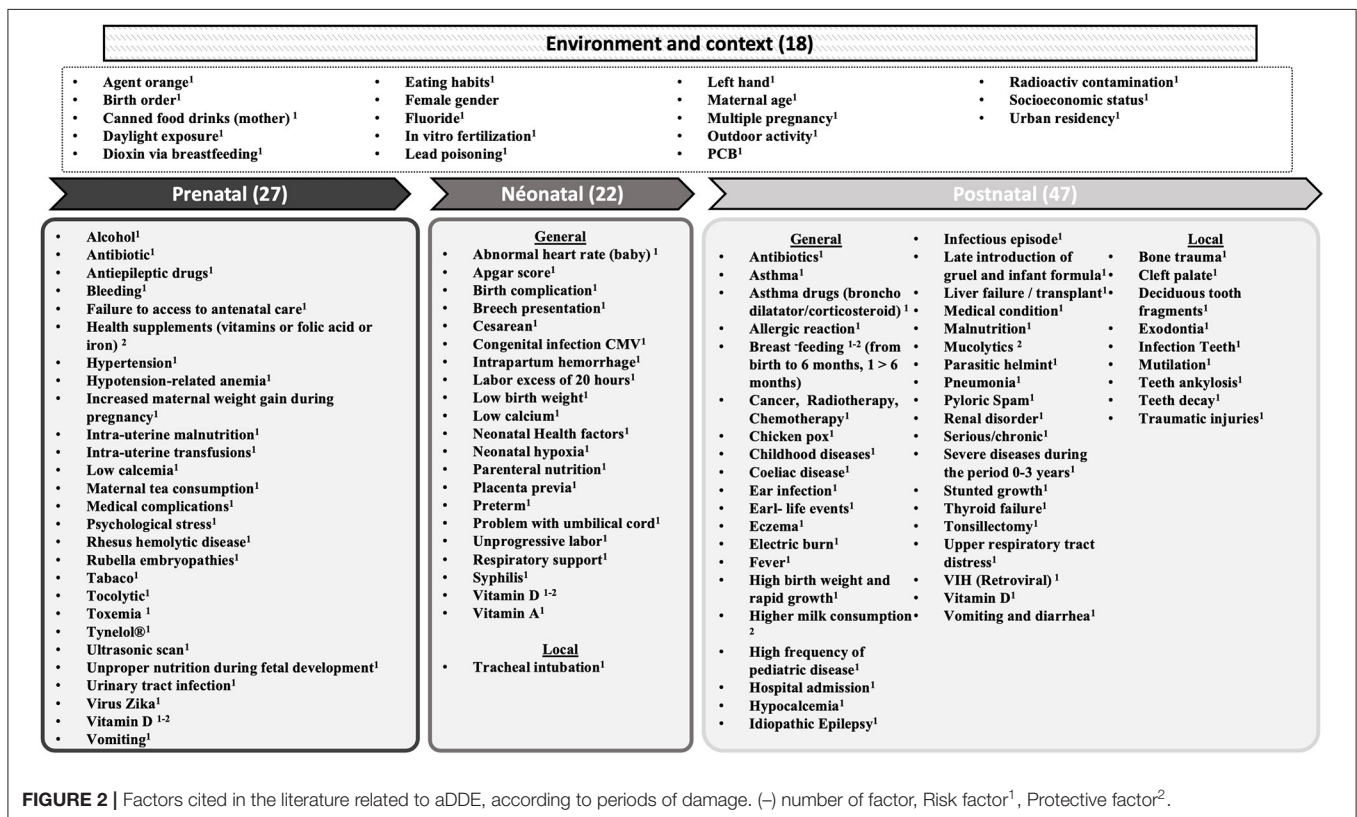 Environment and context (18)
• Agent orange¹
• Birth order¹
• Canned food drinks (mother) ¹
• Daylight exposure¹
• Dioxin via breastfeeding¹
• Eating habits¹
• Female gender
• Fluoride¹
• In vitro fertilization¹
• Lead poisoning¹
• Left hand¹
• Maternal age¹
• Multiple pregnancy¹
• Outdoor activity¹
• PCB¹
• Radioactiv contamination¹
• Socioeconomic status¹
• Urban residency¹
Prenatal (27)
• Alcohol¹
• Antibiotic¹
• Antiepileptic drugs¹
• Bleeding¹
• Failure to access to antenatal care¹
• Health supplements (vitamins or folic acid or
iron) ²
• Hypertension¹
• Hypotension-related anemia¹
• Increased maternal weight gain during
pregnancy¹
• Intra-uterine malnutrition¹
• Intra-uterine transfusions¹
• Low calcemia¹
• Maternal tea consumption¹
• Medical complications¹
• Psychological stress¹
• Rhesus hemolytic disease¹
• Rubella embryopathies¹
• Tabaco¹
• Tocolytic¹
• Toxemia ¹
• Tynelol®¹
• Ultrasonic scan¹
• Unproper nutrition during fetal development¹
• Urinary tract infection¹
• Virus Zika¹
• Vitamin D ¹⁻²
• Vomiting¹
Néonatal (22)
General
• Abnormal heart rate (baby) ¹
• Apgar score¹
• Birth complication¹
• Breech presentation¹
• Cesarean¹
• Congenital infection CMV¹
• Intrapartum hemorrhage¹
• Labor excess of 20 hours¹
• Low birth weight¹
• Low calcium¹
• Neonatal Health factors¹
• Neonatal hypoxia¹
• Parenteral nutrition¹
• Placenta previa¹
• Preterm¹
• Problem with umbilical cord¹
• Unprogressive labor¹
• Respiratory support¹
• Syphilis¹
• Vitamin D ¹⁻²
• Vitamin A¹
Local
• Tracheal intubation¹
Postnatal (47)
General
• Antibiotics¹
• Asthma¹
• Asthma drugs (broncho
dilatator/corticosteroid) ¹
• Allergic reaction¹
• Breast -feeding ¹⁻² (from
birth to 6 months, 1 > 6
months)
• Cancer, Radiotherapy,
Chemotherapy¹
• Chicken pox¹
• Childhood diseases¹
• Coeliac disease¹
• Ear infection¹
• Earl- life events¹
• Eczema¹
• Electric burn¹
• Fever¹
• High birth weight and
rapid growth¹
• Higher milk consumption
²
• High frequency of
pediatric disease¹
• Hospital admission¹
• Hypocalcemia¹
• Idiopathic Epilepsy¹
• Infectious episode¹
• Late introduction of
gruel and infant formula¹
• Liver failure / transplant¹
• Medical condition¹
• Malnutrition¹
• Mucolytics ²
• Parasitic helmint¹
• Pneumonia¹
• Pyloric Spam¹
• Renal disorder¹
• Serious/chronic¹
• Severe diseases during
the period 0-3 years¹
• Stunted growth¹
• Thyroid failure¹
• Tonsillectomy¹
• Upper respiratory tract
distress¹
• VIH (Retroviral) ¹
• Vitamin D¹
• Vomiting and diarrhea¹
Local
• Bone trauma¹
• Cleft palate¹
• Deciduous tooth
fragments¹
• Exodontia¹
• Infection Teeth¹
• Mutilation¹
• Teeth ankylosis¹
• Teeth decay¹
• Traumatic injuries¹
FIGURE 2 | Factors cited in the literature related to aDDE, according to periods of damage. (–) number of factor, Risk factor¹, Protective factor².